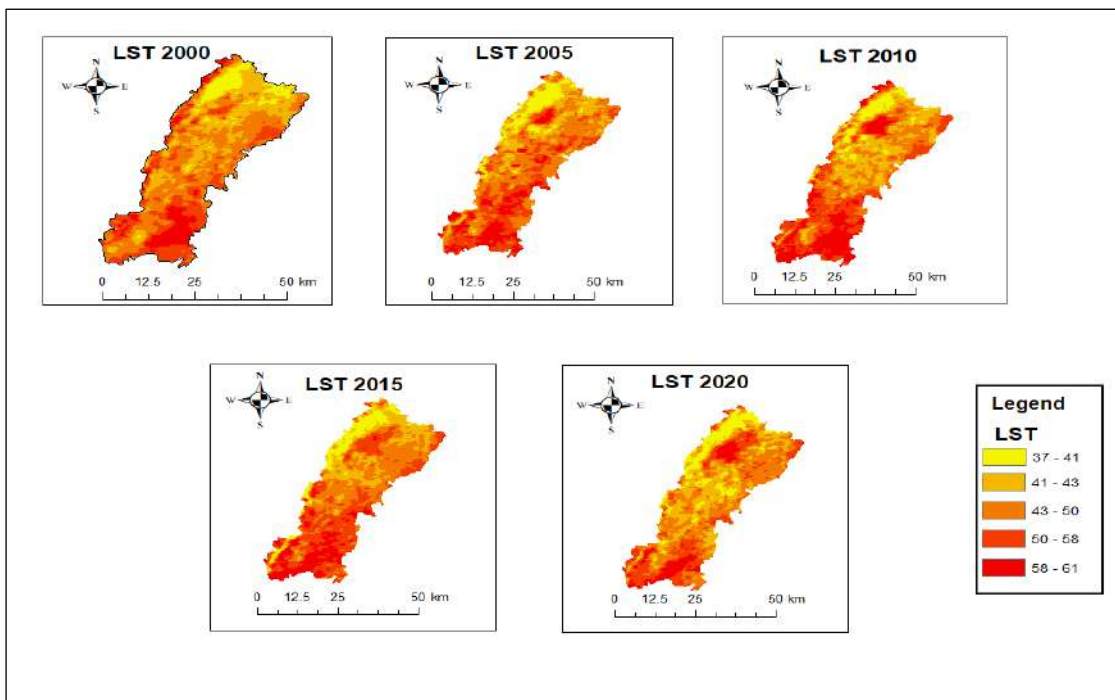 LST 2000
N
W E
S
0 12.5 25 50 km
LST 2005
N
W E
S
0 12.5 25 50 km
LST 2010
N
W E
S
0 12.5 25 50 km
LST 2015
N
W E
S
0 12.5 25 50 km
LST 2020
N
W E
S
0 12.5 25 50 km
Legend
LST
37 - 41
41 - 43
43 - 50
50 - 58
58 - 61